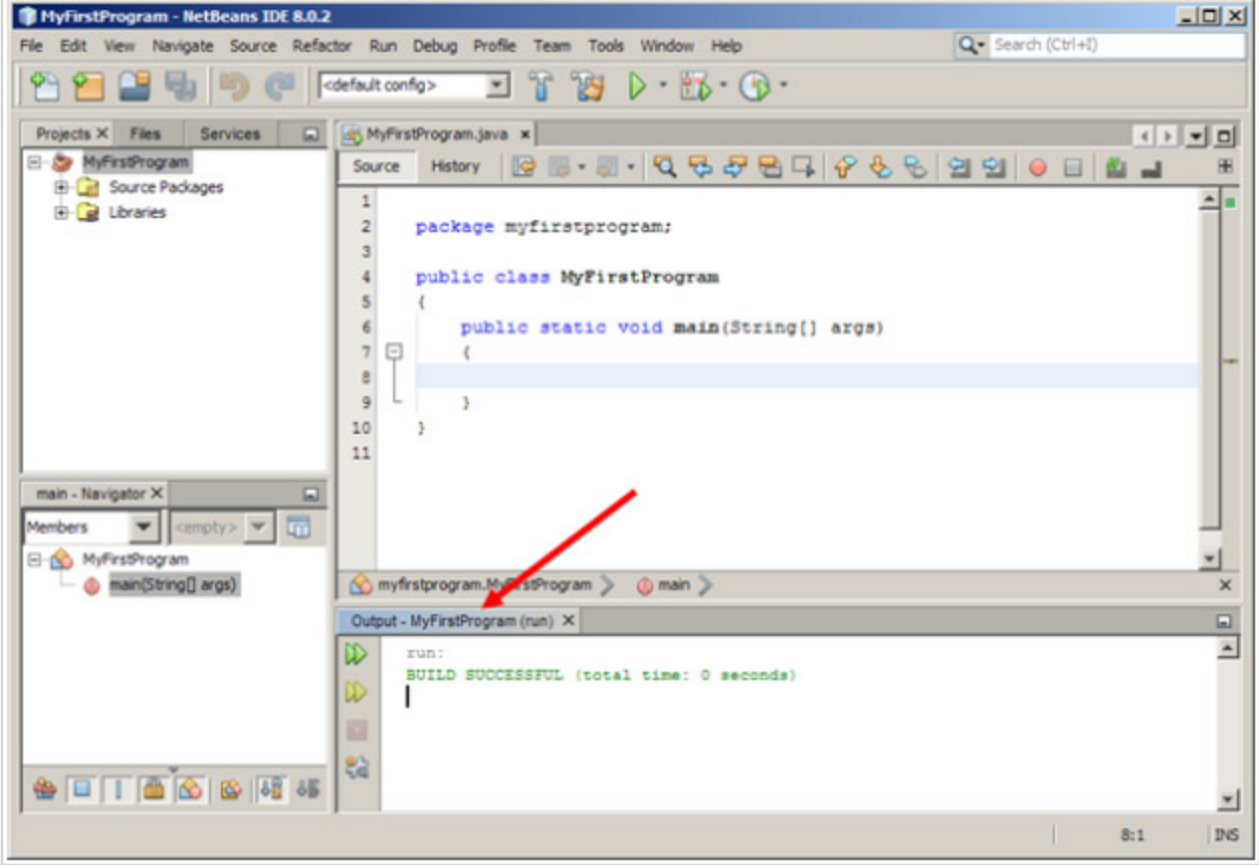 MyFirstProgram - NetBeans IDE 8.0.2
File Edit View Navigate Source Refactor Run Debug Profile Team Tools Window Help
Search (Ctrl+I)
<default config>
Projects Files Services
MyFirstProgram
Source Packages
Libraries
MyFirstProgram.java
Source History
1
2 package myfirstprogram;
3
4 public class MyFirstProgram
5 {
6 public static void main(String[] args)
7 {
8
9 }
10 }
11
main - Navigator
Members <empty>
MyFirstProgram
main(String[] args)
myfirstprogram.MyFirstProgram main
Output - MyFirstProgram (run)
run:
BUILD SUCCESSFUL (total time: 0 seconds)
8:1 INS